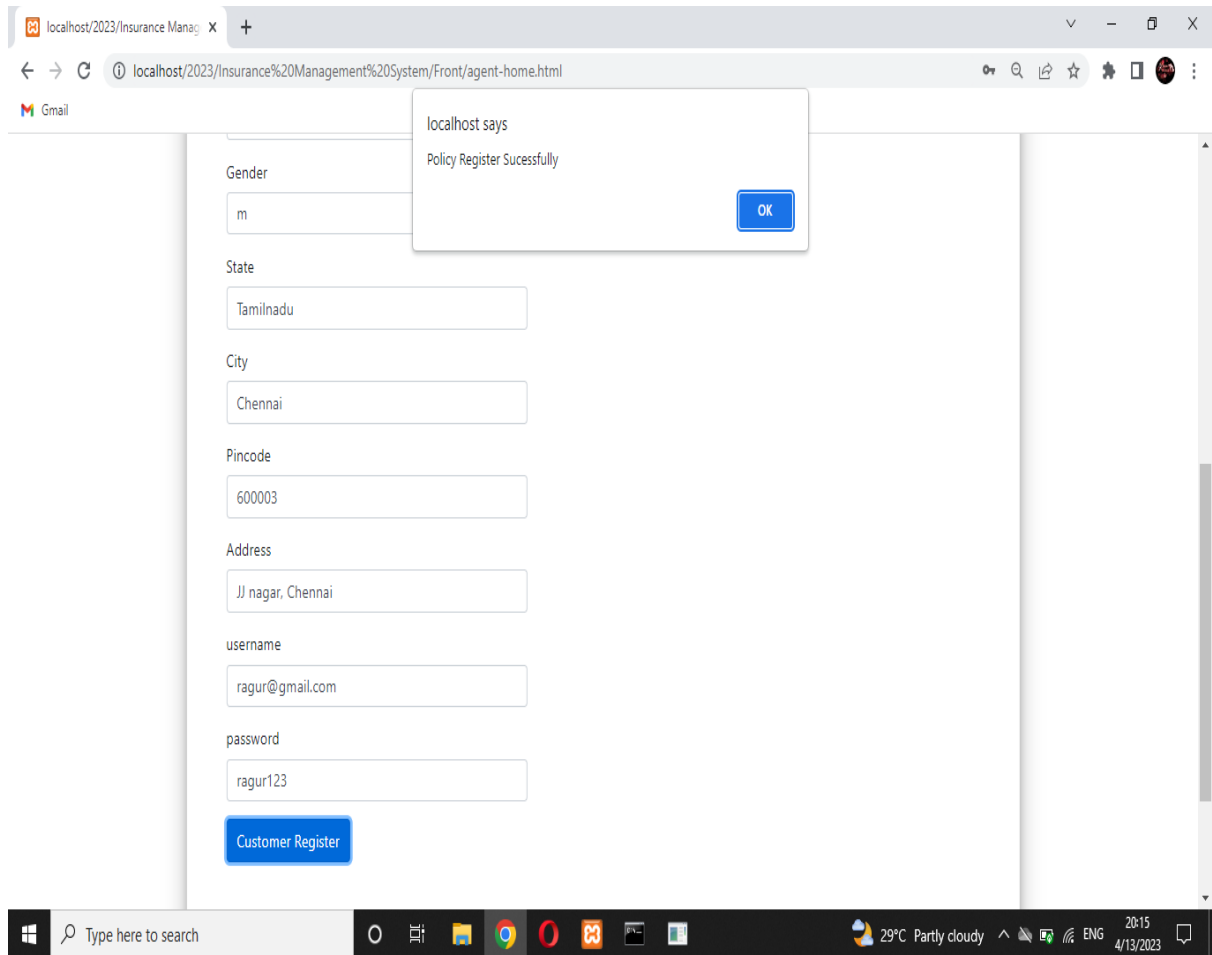 localhost/2023/Insurance Manag
localhost/2023/Insurance%20Management%20System/Front/agent-home.html
Gmail
localhost says
Policy Register Sucessfully
OK
Gender
m
State
Tamilnadu
City
Chennai
Pincode
600003
Address
JJ nagar, Chennai
username
ragur@gmail.com
password
ragur123
Customer Register
Type here to search
29°C Partly cloudy
ENG
20:15
4/13/2023